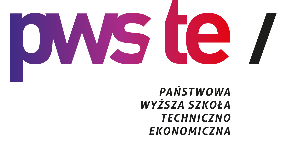 pwste /
PAŃSTWOWA
WYŻSZA SZKOŁA
TECHNICZNO
EKONOMICZNA